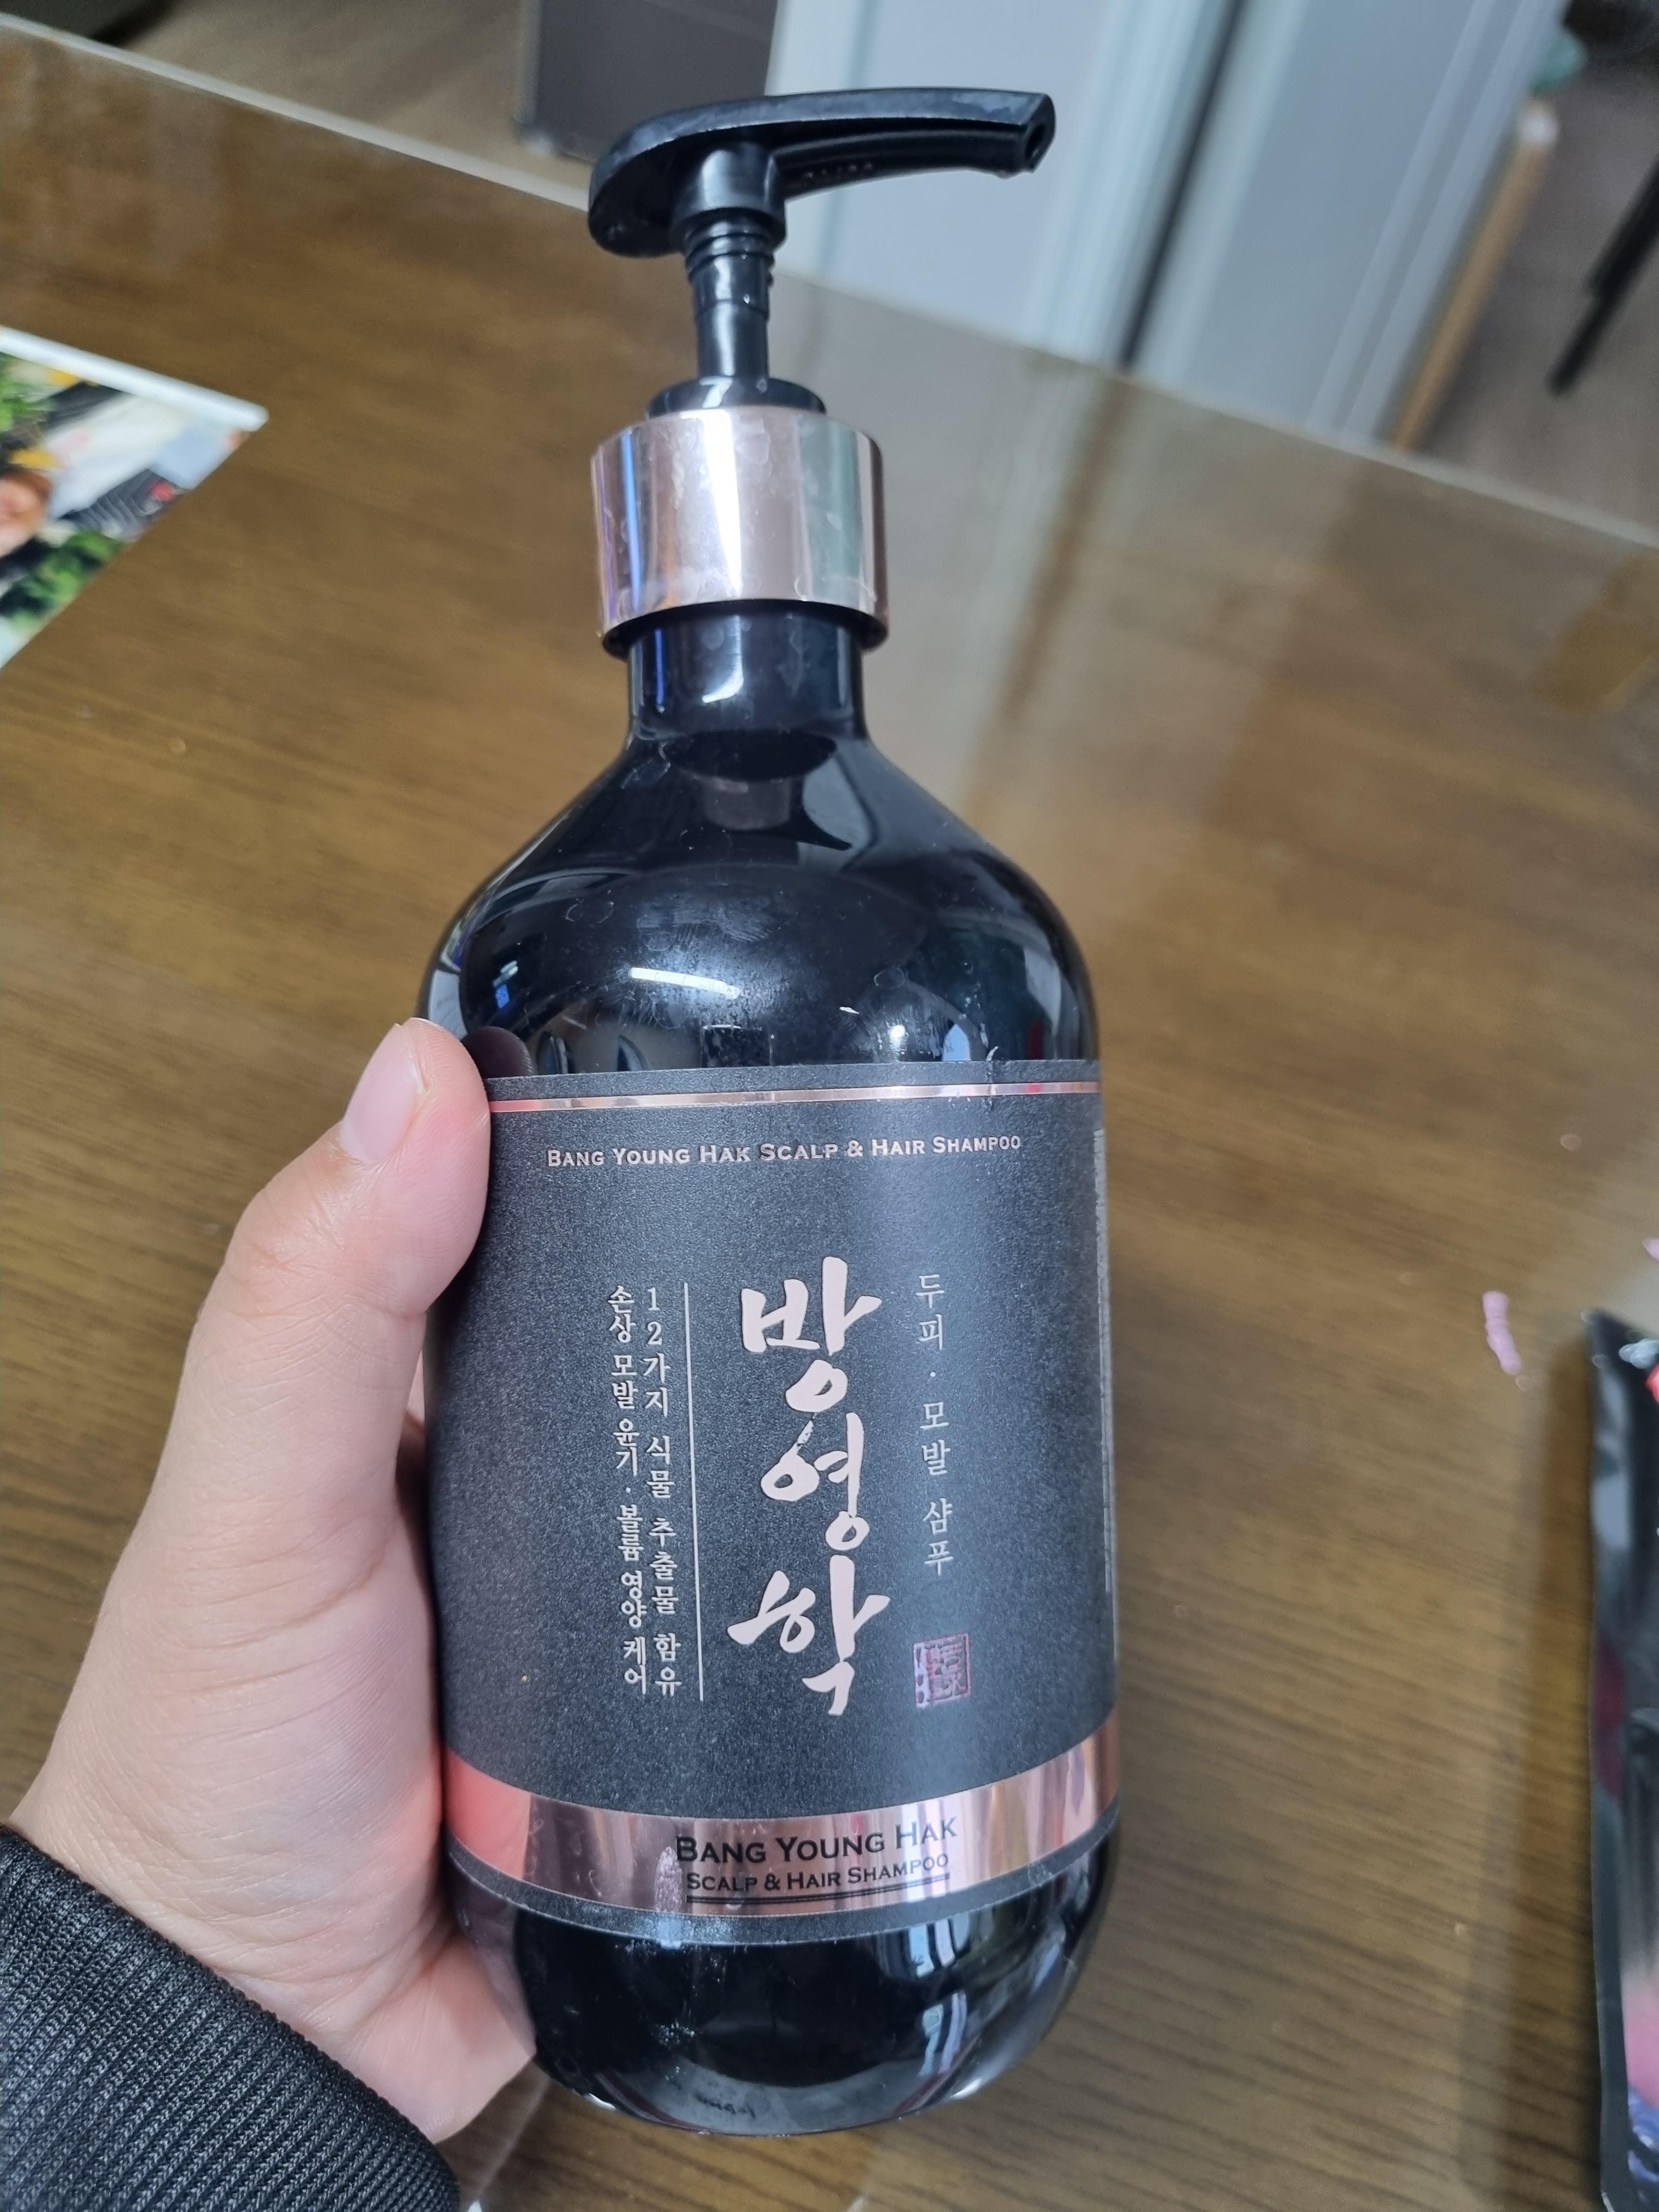 BANG YOUNG HAK SCALP & HAIR SHAMPOO
두피 · 모발 샴푸
방영학
12가지 식물 추출물 함유
손상 모발 윤기 · 볼륨 영양 케어
BANG YOUNG HAK
SCALP & HAIR SHAMPOO